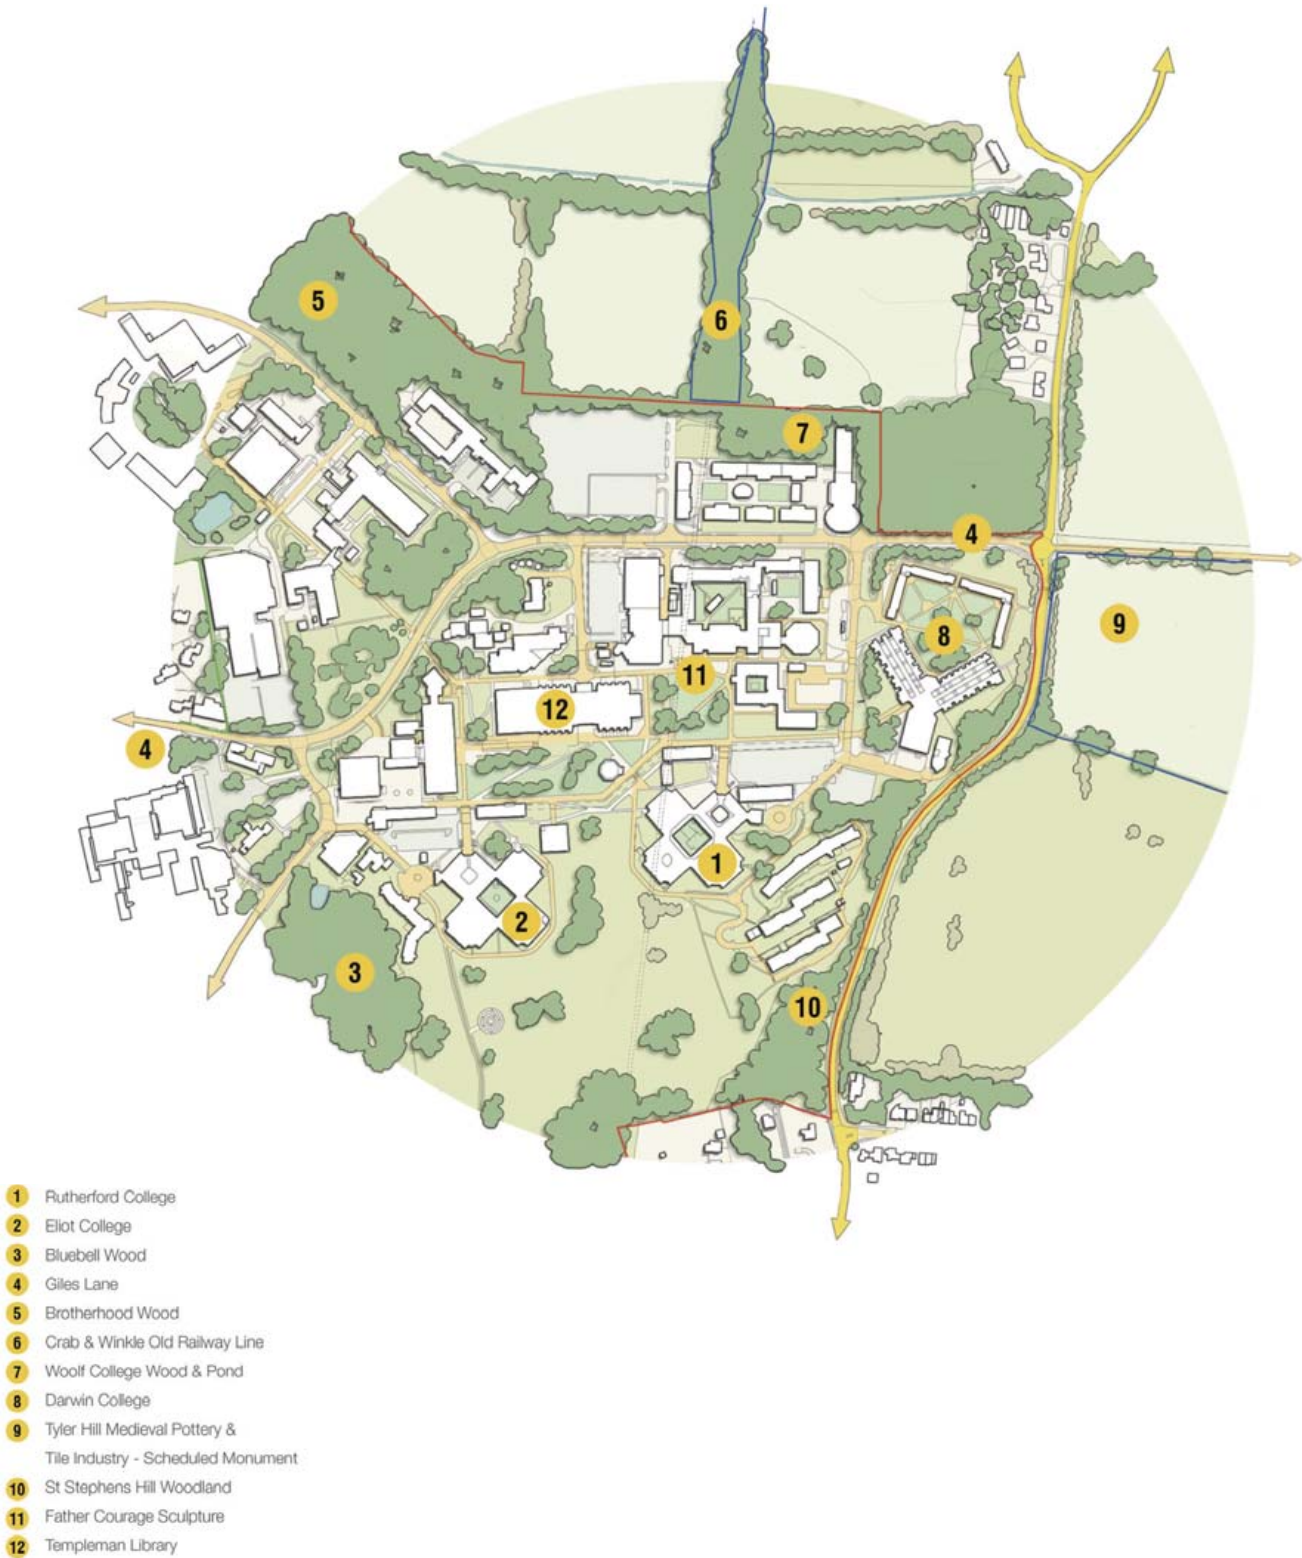 5
6
7
4
9
8
11
12
4
1
2
3
10
1 Rutherford College
2 Eliot College
3 Bluebell Wood
4 Giles Lane
5 Brotherhood Wood
6 Crab & Winkle Old Railway Line
7 Woolf College Wood & Pond
8 Darwin College
9 Tyler Hill Medieval Pottery &
Tile Industry - Scheduled Monument
10 St Stephens Hill Woodland
11 Father Courage Sculpture
12 Templeman Library